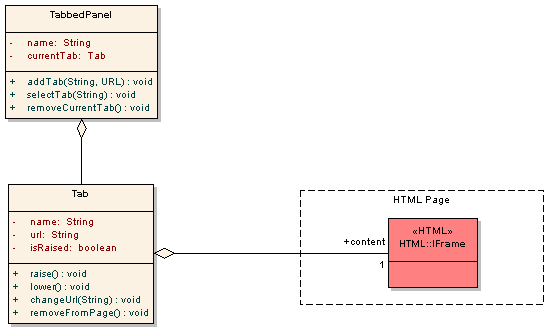 TabbedPanel
- name: String
- currentTab: Tab
+ addTab(String, URL) : void
+ selectTab(String) : void
+ removeCurrentTab() : void
Tab
- name: String
- url: String
- isRaised: boolean
+ raise() : void
+ lower() : void
+ changeUrl(String) : void
+ removeFromPage() : void
HTML Page
«HTML»
HTML::IFrame
+content
1